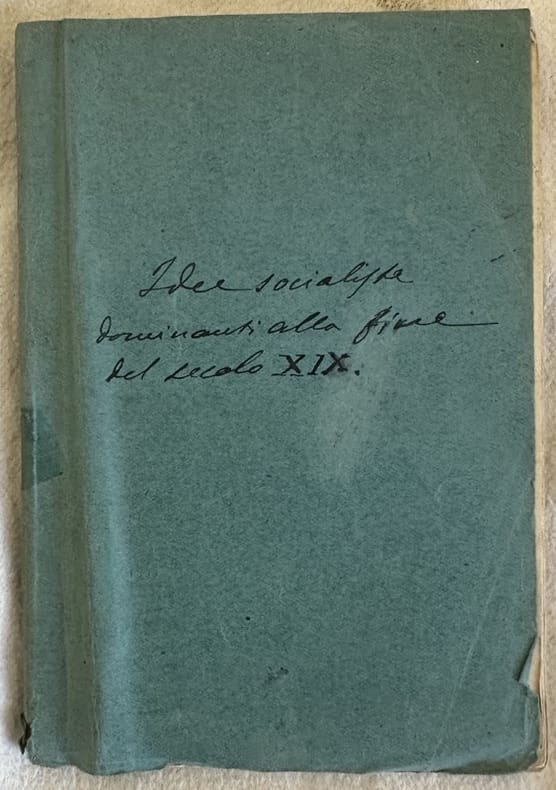 Idee socialiste
dominanti alla fine
del secolo XIX.